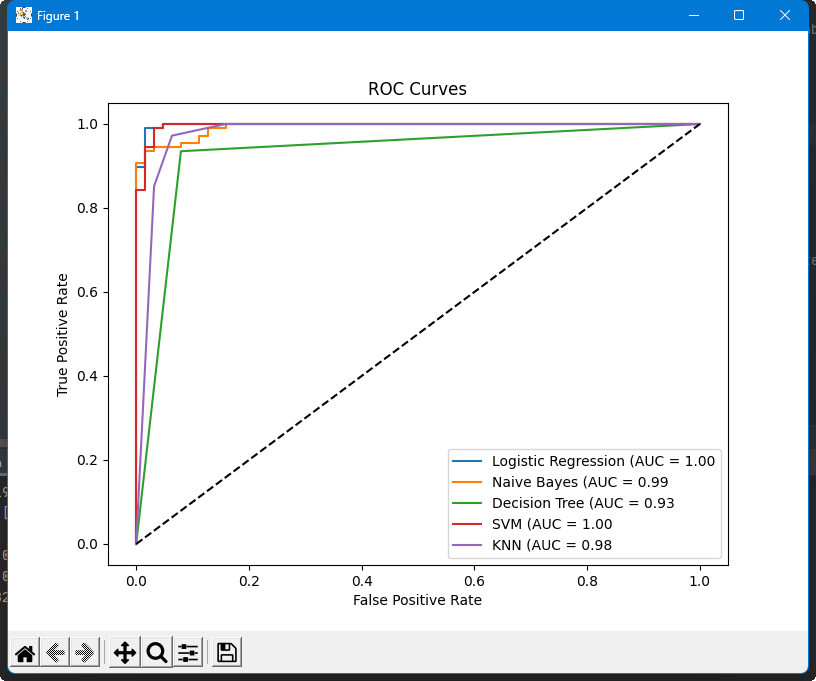 Figure 1
ROC Curves
True Positive Rate
1.0
0.8
0.6
0.4
0.2
0.0
Logistic Regression (AUC = 1.00
Naive Bayes (AUC = 0.99
Decision Tree (AUC = 0.93
SVM (AUC = 1.00
KNN (AUC = 0.98
0.0 0.2 0.4 0.6 0.8 1.0
False Positive Rate